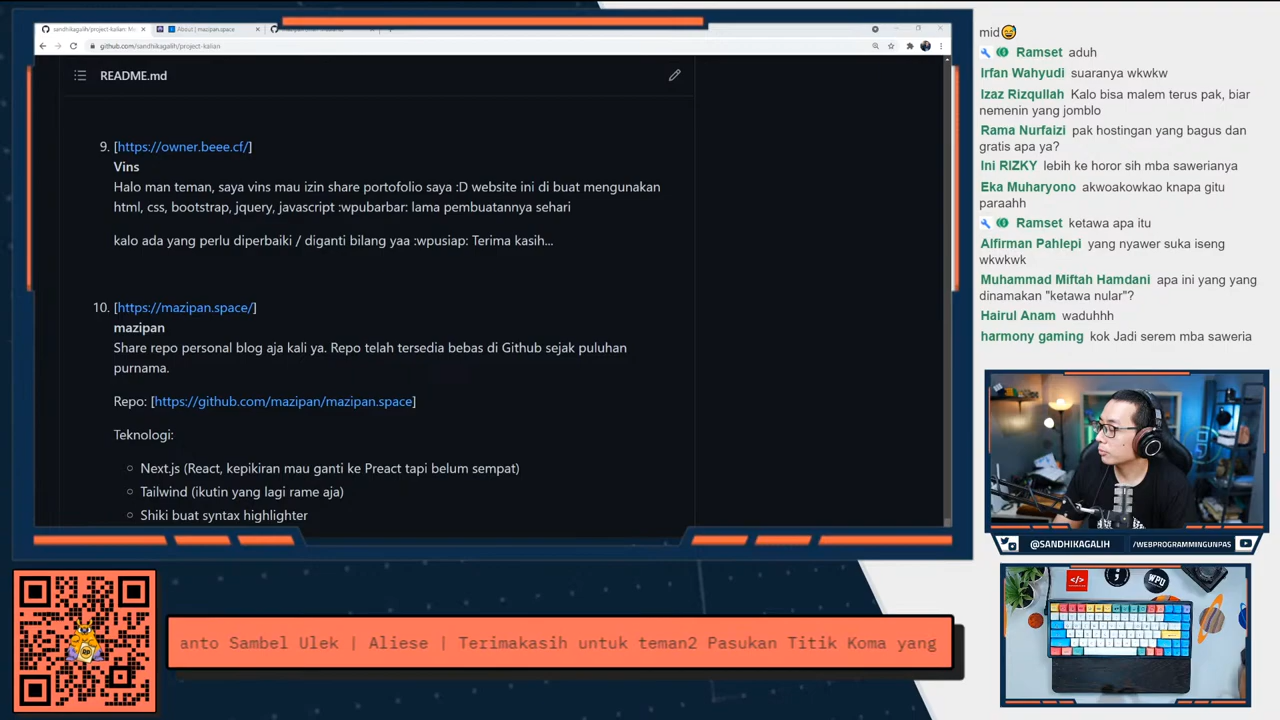 sandhikagalih/project-kalian: M
About | mazipan.space
github.com/sandhikagalih/project-kalian
README.md
9. [https://owner.beee.cf/]
Vins
Halo man teman, saya vins mau izin share portofolio saya :D website ini di buat mengunakan
html, css, bootstrap, jquery, javascript :wpubarbar: lama pembuatannya sehari
kalo ada yang perlu diperbaiki / diganti bilang yaa :wpusiap: Terima kasih...
10. [https://mazipan.space/]
mazipan
Share repo personal blog aja kali ya. Repo telah tersedia bebas di Github sejak puluhan
purnama.
Repo: [https://github.com/mazipan/mazipan.space]
Teknologi:
Next.js (React, kepikiran mau ganti ke Preact tapi belum sempat)
Tailwind (ikutin yang lagi rame aja)
Shiki buat syntax highlighter
mid😅
Ramset aduh
Irfan Wahyudi suaranya wkwkw
Izaz Rizqullah Kalo bisa malem terus pak, biar
nemenin yang jomblo
Rama Nurfaizi pak hostingan yang bagus dan
gratis apa ya?
Ini RIZKY lebih ke horor sih mba sawerianya
Eka Muharyono akwoakowkao knapa gitu
paraahh
Ramset ketawa apa itu
Alfirman Pahlepi yang nyawer suka iseng
wkwkwk
Muhammad Miftah Hamdani apa ini yang yang
dinamakan "ketawa nular"?
Hairul Anam waduhhh
harmony gaming kok Jadi serem mba saweria
@SANDHIKAGALIH
/WEBPROGRAMMINGUNPAS
</> ; WPU
anto Sambel Ulek | Aliese | Terimakasih untuk teman2 Pasukan Titik Koma yang